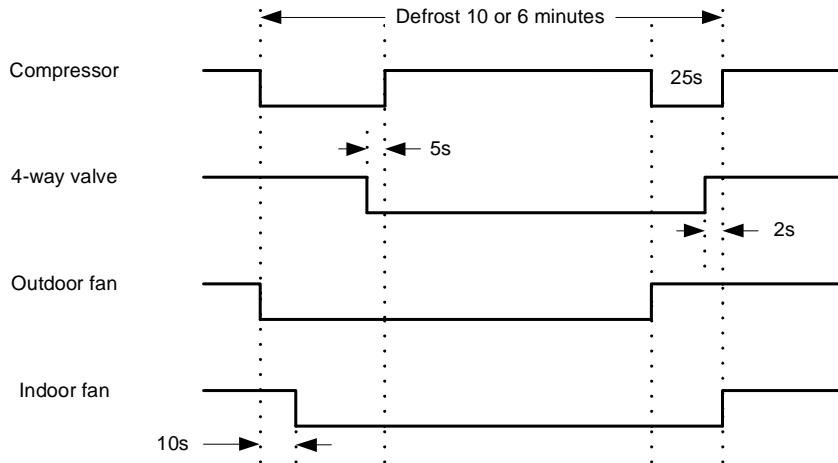 Defrost 10 or 6 minutes
Compressor
25s
5s
4-way valve
2s
Outdoor fan
Indoor fan
10s